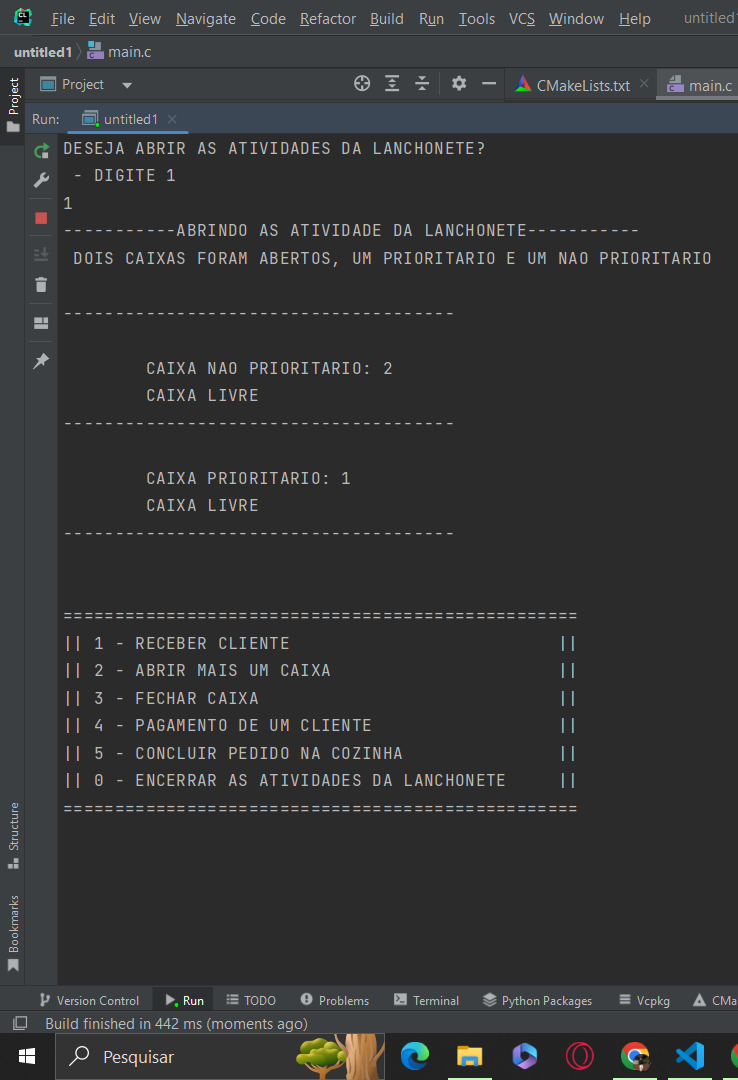 File Edit View Navigate Code Refactor Build Run Tools VCS Window Help untitled1
untitled1 main.c
Project
Project CMakeLists.txt main.c
Run: untitled1
DESEJA ABRIR AS ATIVIDADES DA LANCHONETE?
- DIGITE 1
1
-----------ABRINDO AS ATIVIDADE DA LANCHONETE-----------
DOIS CAIXAS FORAM ABERTOS, UM PRIORITARIO E UM NAO PRIORITARIO
--------------------------------------
CAIXA NAO PRIORITARIO: 2
CAIXA LIVRE
--------------------------------------
CAIXA PRIORITARIO: 1
CAIXA LIVRE
--------------------------------------
==================================================
|| 1 - RECEBER CLIENTE ||
|| 2 - ABRIR MAIS UM CAIXA ||
|| 3 - FECHAR CAIXA ||
|| 4 - PAGAMENTO DE UM CLIENTE ||
|| 5 - CONCLUIR PEDIDO NA COZINHA ||
|| 0 - ENCERRAR AS ATIVIDADES DA LANCHONETE ||
==================================================
Structure
Bookmarks
Version Control Run TODO Problems Terminal Python Packages Vcpkg CMa
Build finished in 442 ms (moments ago)
Pesquisar